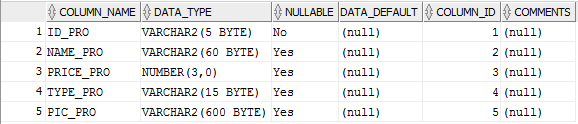 COLUMN_NAME DATA_TYPE NULLABLE DATA_DEFAULT COLUMN_ID COMMENTS
1 ID_PRO VARCHAR2(5 BYTE) No (null) 1 (null)
2 NAME_PRO VARCHAR2(60 BYTE) Yes (null) 2 (null)
3 PRICE_PRO NUMBER(3,0) Yes (null) 3 (null)
4 TYPE_PRO VARCHAR2(15 BYTE) Yes (null) 4 (null)
5 PIC_PRO VARCHAR2(600 BYTE) Yes (null) 5 (null)